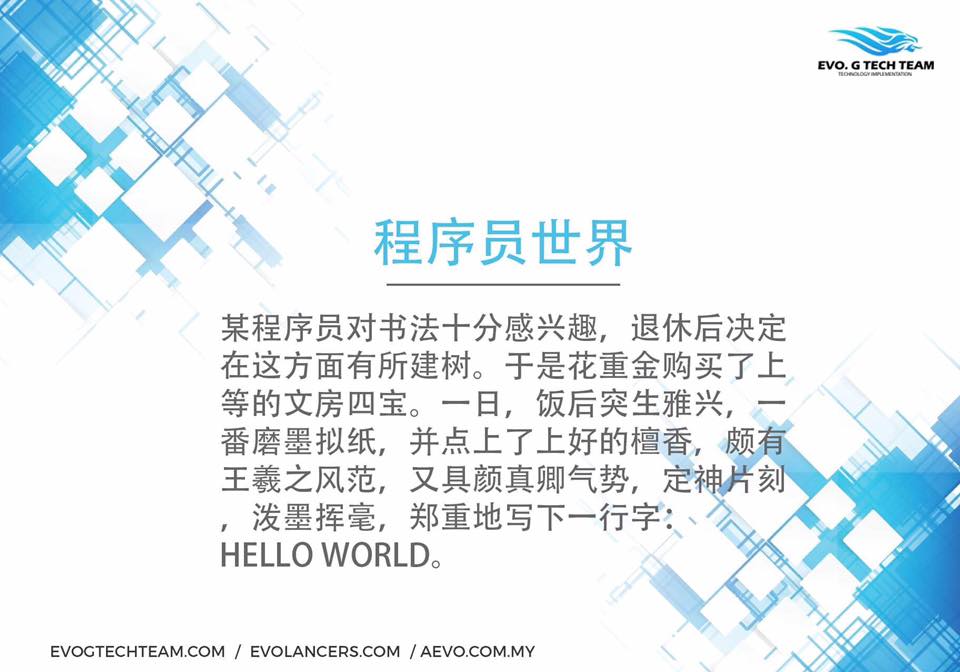 EVO. G TECH TEAM
TECHNOLOGY IMPLEMENTATION
程序员世界
某程序员对书法十分感兴趣，退休后决定
在这方面有所建树。于是花重金购买了上
等的文房四宝。一日，饭后突生雅兴，一
番磨墨拟纸，并点上了上好的檀香，颇有
王羲之风范，又具颜真卿气势，定神片刻
，泼墨挥毫，郑重地写下一行字：
HELLO WORLD。
EVOGTECHTEAM.COM / EVOLANCERS.COM / AEVO.COM.MY